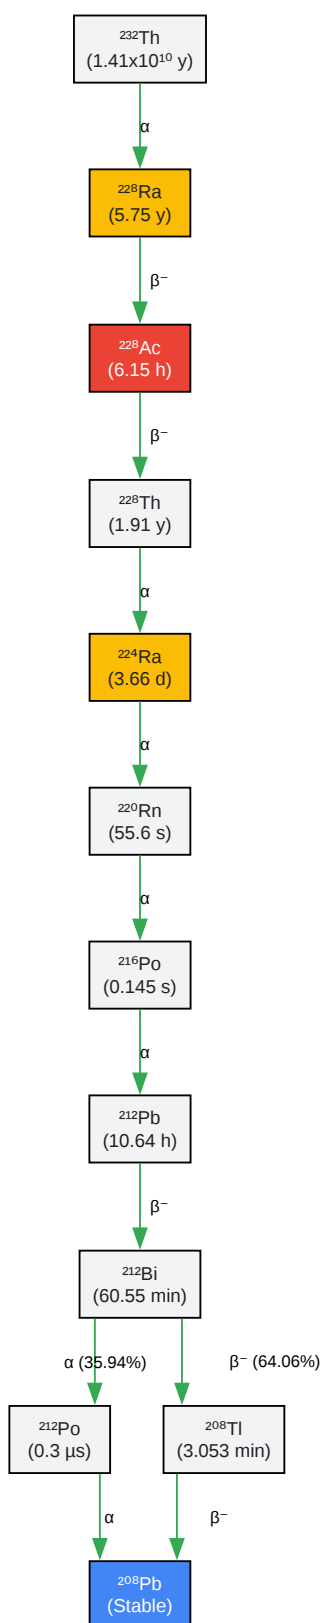 ²³²Th
(1.41x10¹⁰ y)
α
²²⁸Ra
(5.75 y)
β⁻
²²⁸Ac
(6.15 h)
β⁻
²²⁸Th
(1.91 y)
α
²²⁴Ra
(3.66 d)
α
²²⁰Rn
(55.6 s)
α
²¹⁶Po
(0.145 s)
α
²¹²Pb
(10.64 h)
β⁻
²¹²Bi
(60.55 min)
α (35.94%)
β⁻ (64.06%)
²¹²Po
(0.3 µs)
²⁰⁸Tl
(3.053 min)
α
β⁻
²⁰⁸Pb
(Stable)